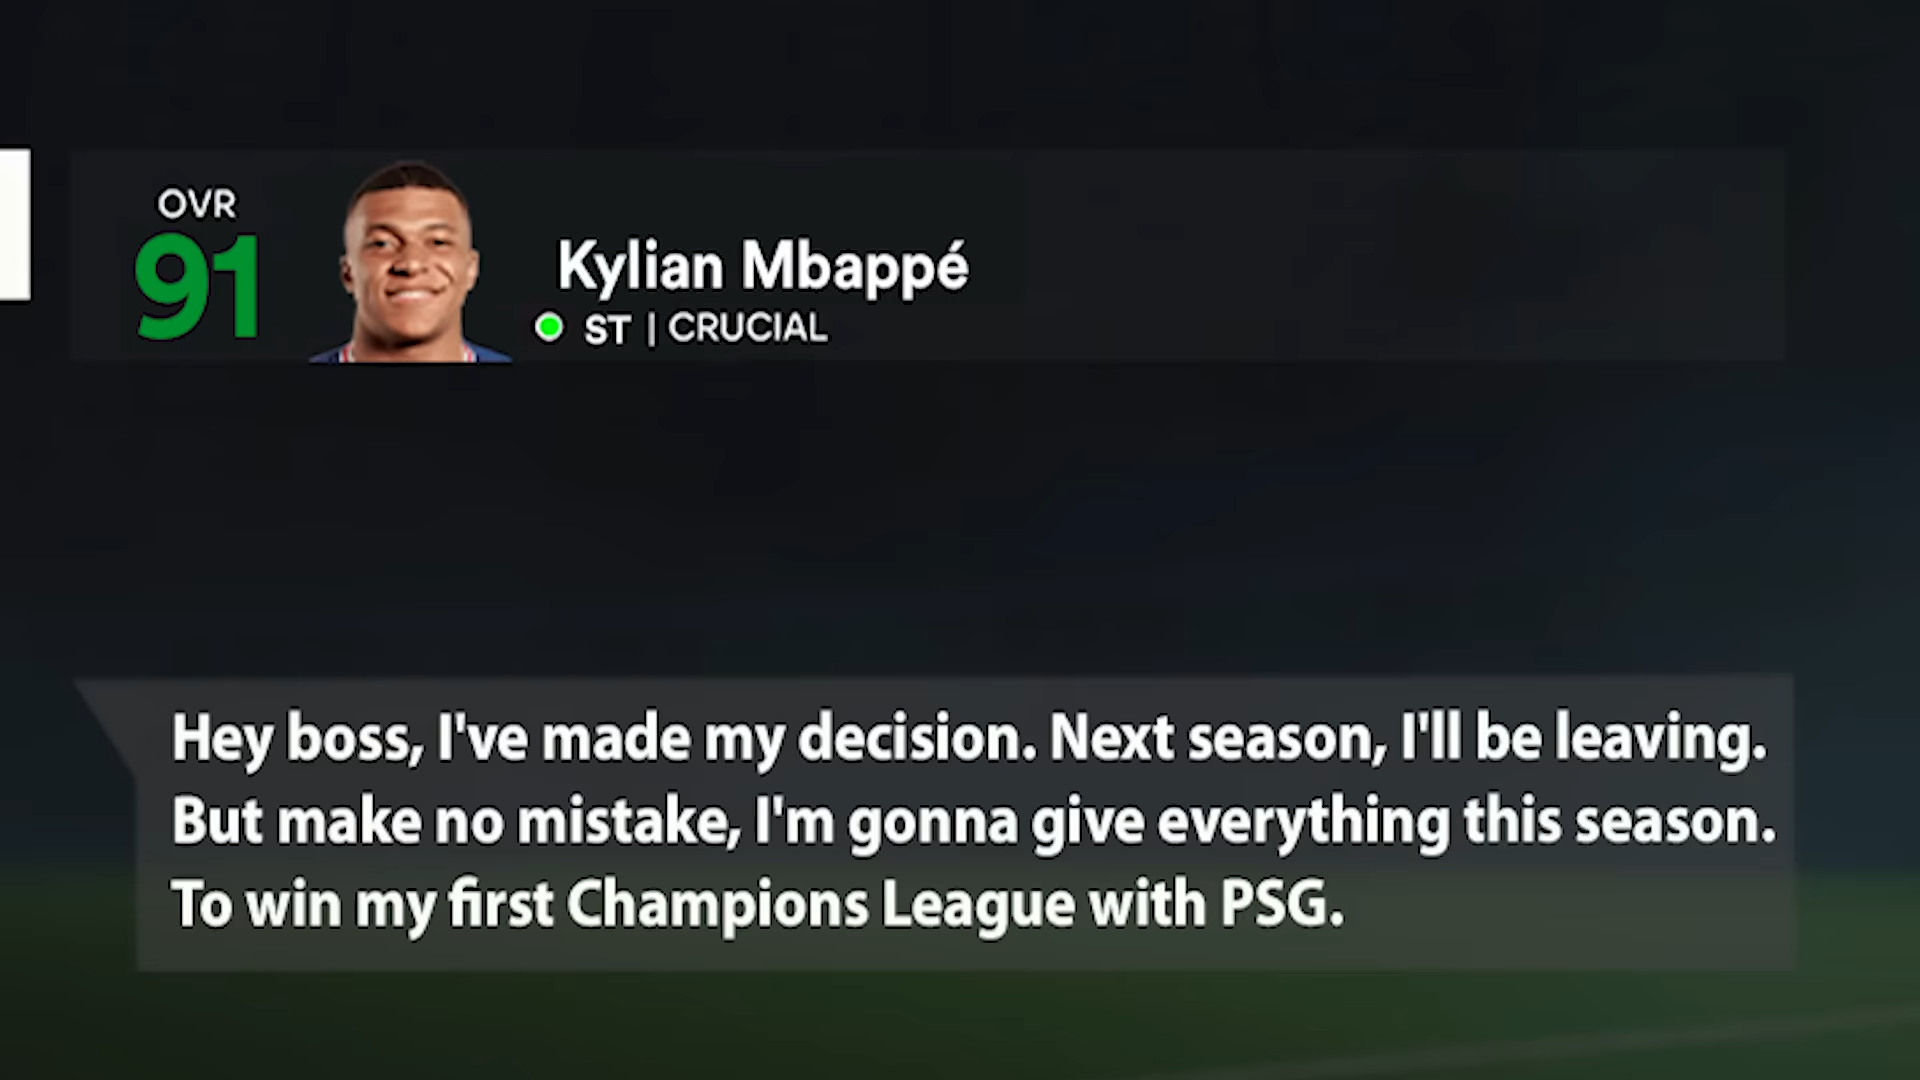 OVR
91
Kylian Mbappé
ST | CRUCIAL
Hey boss, I've made my decision. Next season, I'll be leaving.
But make no mistake, I'm gonna give everything this season.
To win my first Champions League with PSG.